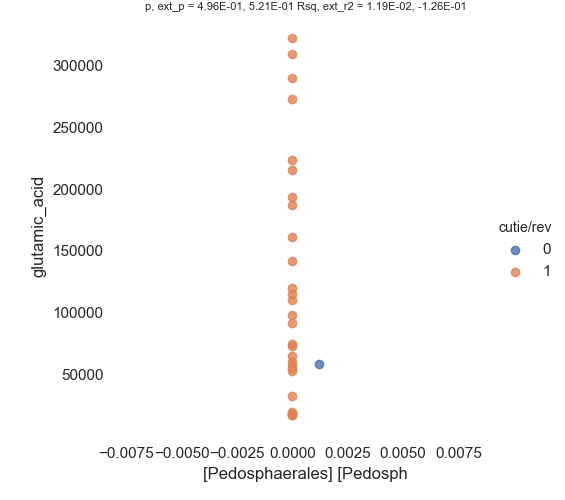 p, ext_p = 4.96E-01, 5.21E-01 Rsq, ext_r2 = 1.19E-02, -1.26E-01
glutamic_acid
300000
250000
200000
150000
100000
50000
−0.0075−0.0050−0.0025 0.0000 0.0025 0.0050 0.0075
[Pedosphaerales] [Pedosph
cutie/rev
0
1